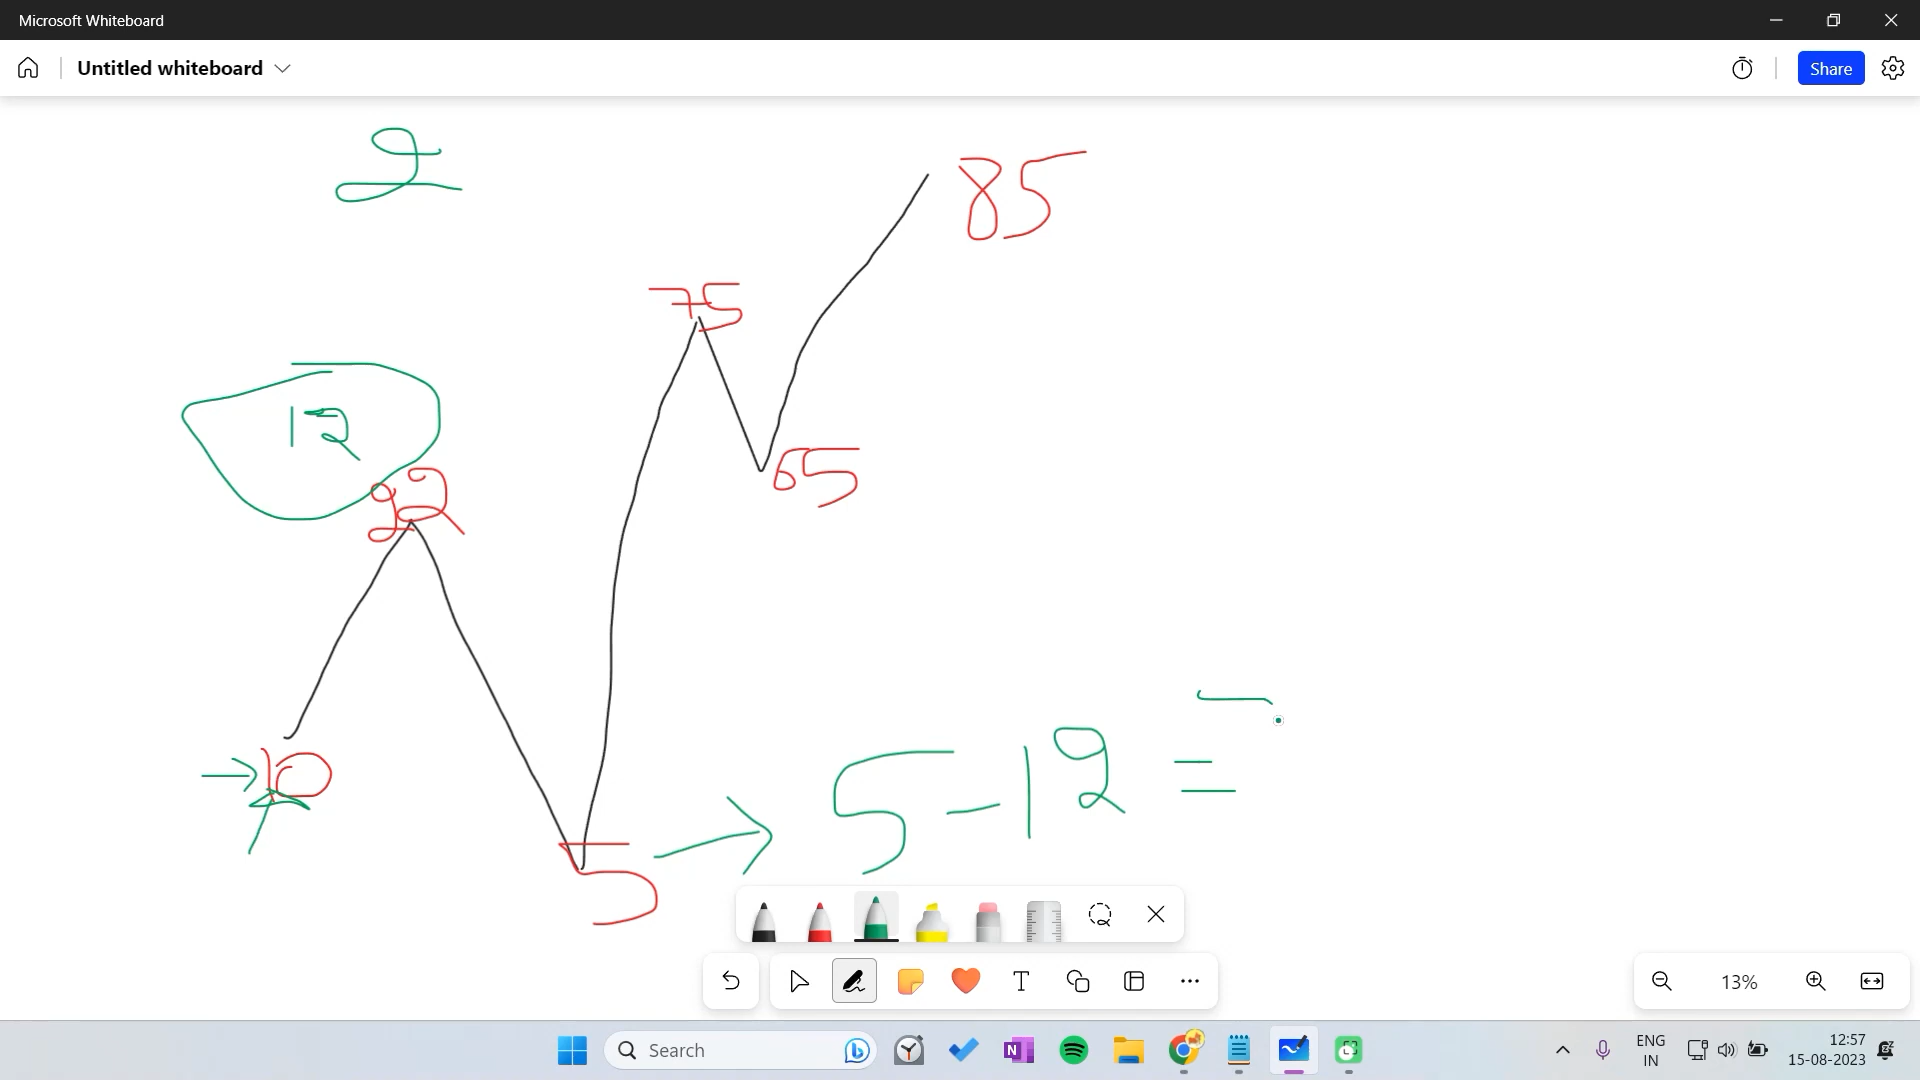 Microsoft Whiteboard
Untitled whiteboard
Share
2
85
75
12
65
22
10
5 - 12 =
5
13%
Search
ENG
IN
12:57
15-08-2023